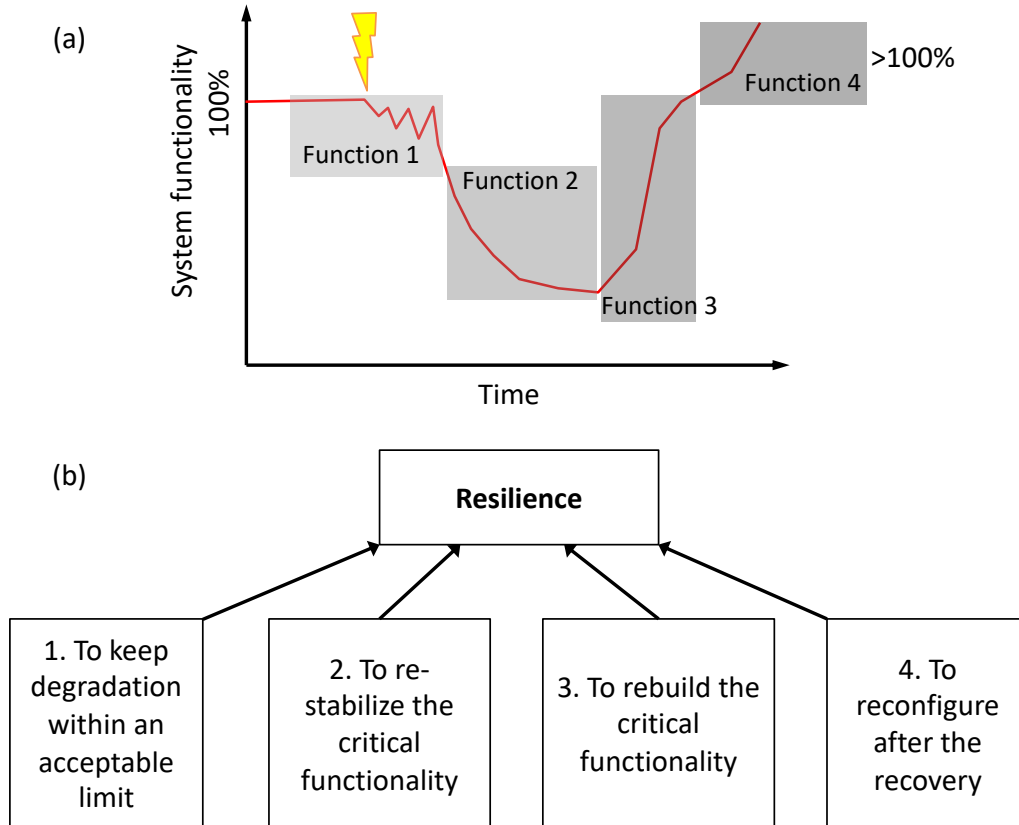 (a)
System functionality
100%
Function 1
Function 2
Function 3
Function 4
>100%
Time
(b)
Resilience
1. To keep
degradation
within an
acceptable
limit
2. To re-
stabilize the
critical
functionality
3. To rebuild the
critical
functionality
4. To
reconfigure
after the
recovery